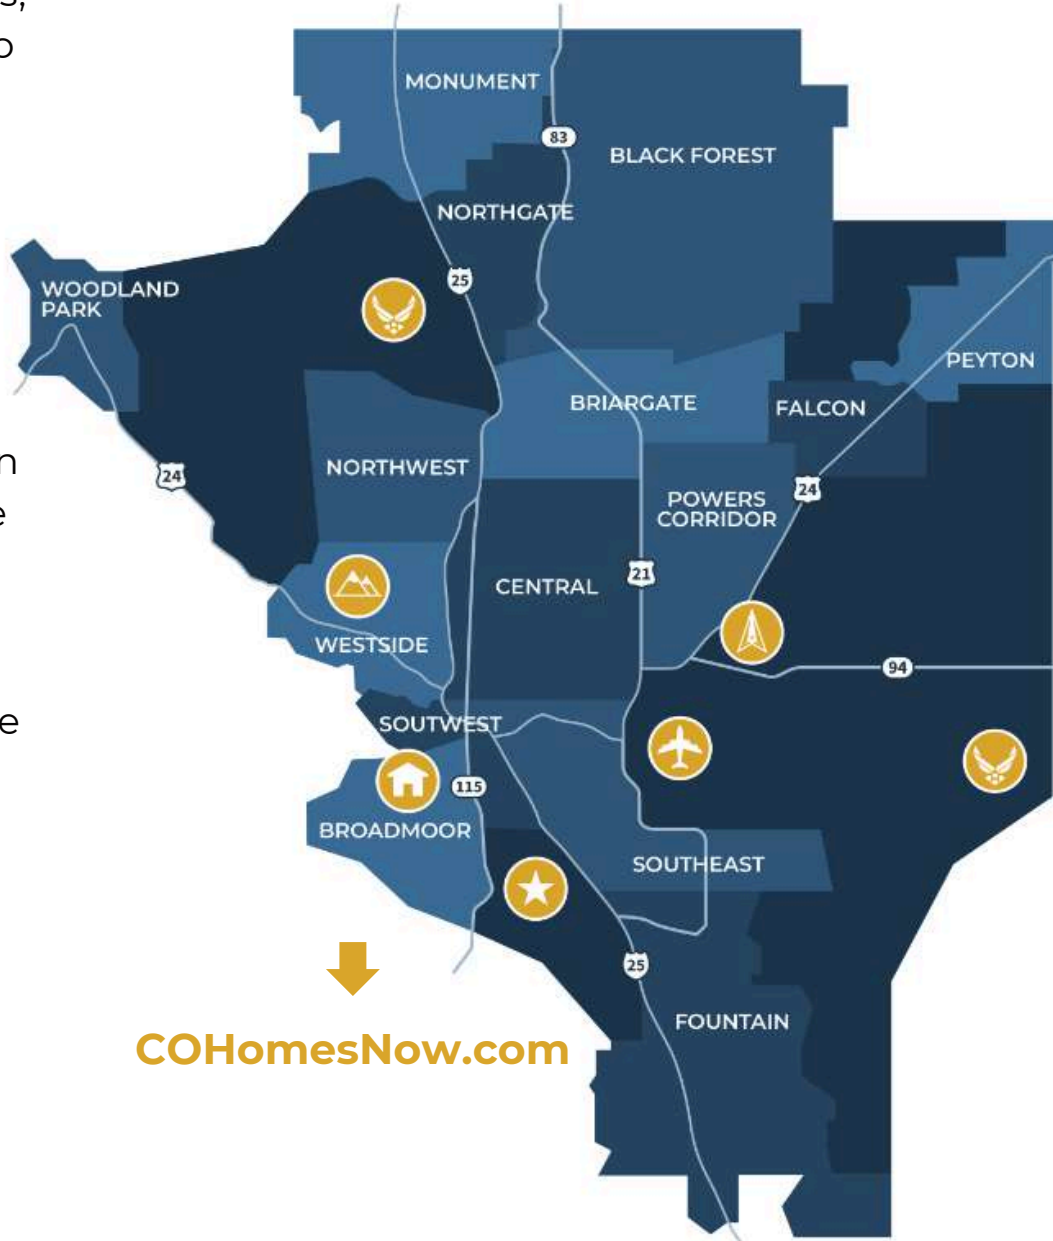 s,
o
MONUMENT
83
BLACK FOREST
NORTHGATE
25
WOODLAND
PARK
PEYTON
BRIARGATE
FALCON
NORTHWEST
24
24
n
POWERS
CORRIDOR
e
21
CENTRAL
WESTSIDE
94
e
SOUTWEST
115
BROADMOOR
SOUTHEAST
25
FOUNTAIN
COHomesNow.com